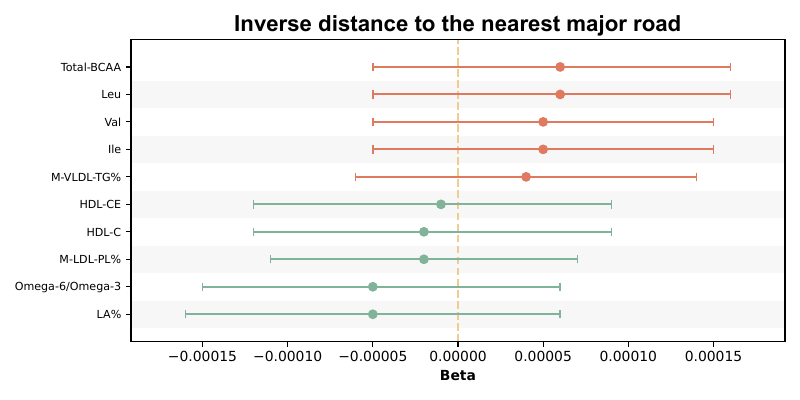 Inverse distance to the nearest major road
Total-BCAA
Leu
Val
Ile
M-VLDL-TG%
HDL-CE
HDL-C
M-LDL-PL%
Omega-6/Omega-3
LA%
−0.00015 −0.00010 −0.00005 0.00000 0.00005 0.00010 0.00015
Beta